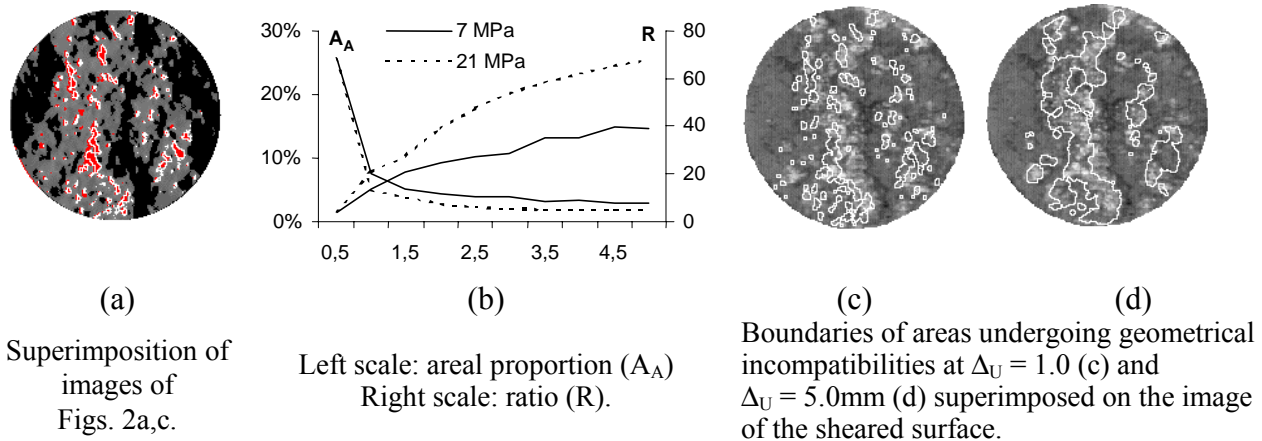 30%
20%
10%
0%
A_A
7 MPa
21 MPa
R
80
60
40
20
0
0,5
1,5
2,5
3,5
4,5
(a)
(b)
(c)
(d)
Superimposition of
images of
Figs. 2a,c.
Left scale: areal proportion (A_A)
Right scale: ratio (R).
Boundaries of areas undergoing geometrical
incompatibilities at Δ_U = 1.0 (c) and
Δ_U = 5.0mm (d) superimposed on the image
of the sheared surface.